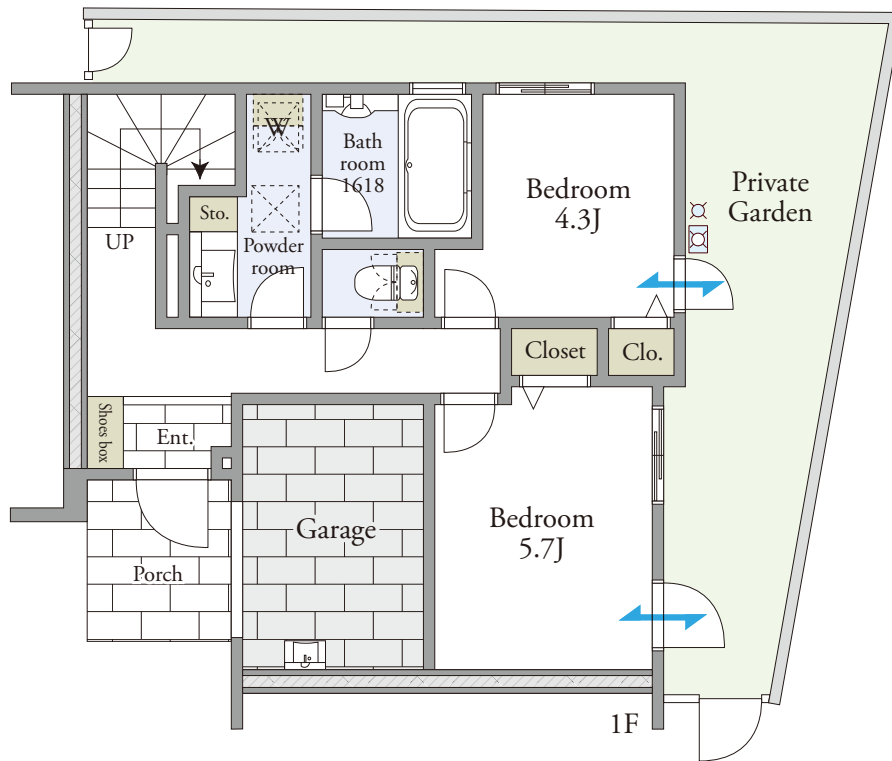 W
Bath
room
1618
Bedroom
4.3J
Private
Garden
Sto.
UP
Powder
room
Closet
Clo.
Shoes box
Ent.
Garage
Bedroom
5.7J
Porch
1F